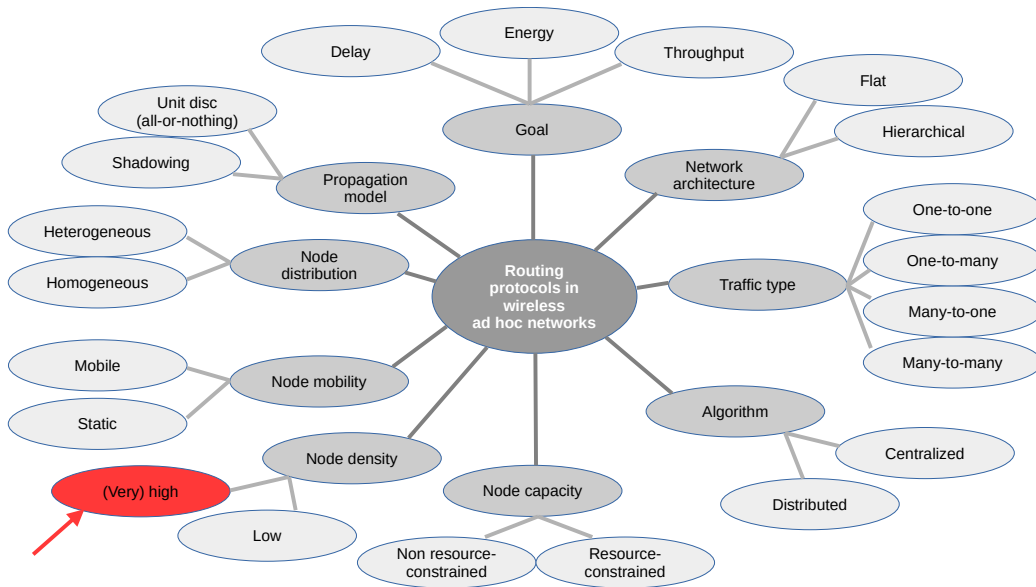 Energy
Delay
Throughput
Flat
Unit disc
(all-or-nothing)
Goal
Hierarchical
Shadowing
Network
architecture
Propagation
model
One-to-one
Heterogeneous
Node
distribution
One-to-many
Homogeneous
Routing
protocols in
wireless
ad hoc networks
Traffic type
Many-to-one
Mobile
Node mobility
Many-to-many
Static
Algorithm
Node density
Centralized
(Very) high
Node capacity
Distributed
Low
Non resource-
constrained
Resource-
constrained